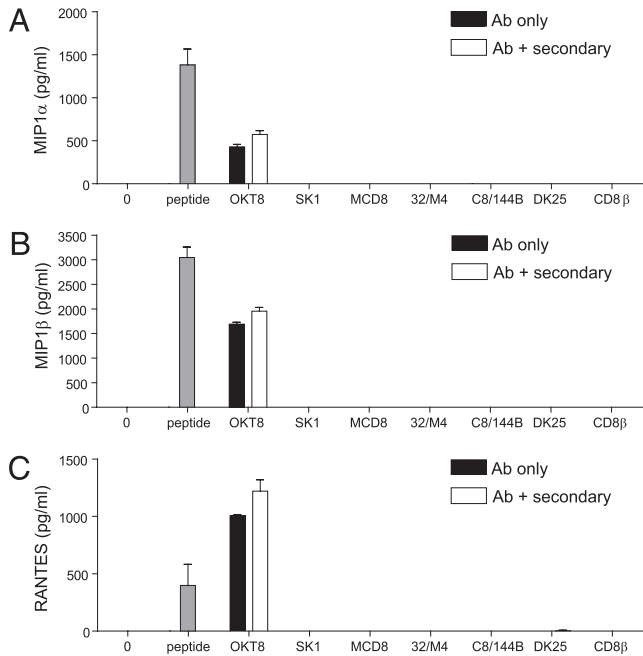 A
MIP1α (pg/ml)
2000
1500
1000
500
0
Ab only
Ab + secondary
0 peptide OKT8 SK1 MCD8 32/M4 C8/144B DK25 CD8β
B
MIP1β (pg/ml)
3500
3000
2500
2000
1500
1000
500
0
Ab only
Ab + secondary
0 peptide OKT8 SK1 MCD8 32/M4 C8/144B DK25 CD8β
C
RANTES (pg/ml)
1500
1000
500
0
Ab only
Ab + secondary
0 peptide OKT8 SK1 MCD8 32/M4 C8/144B DK25 CD8β